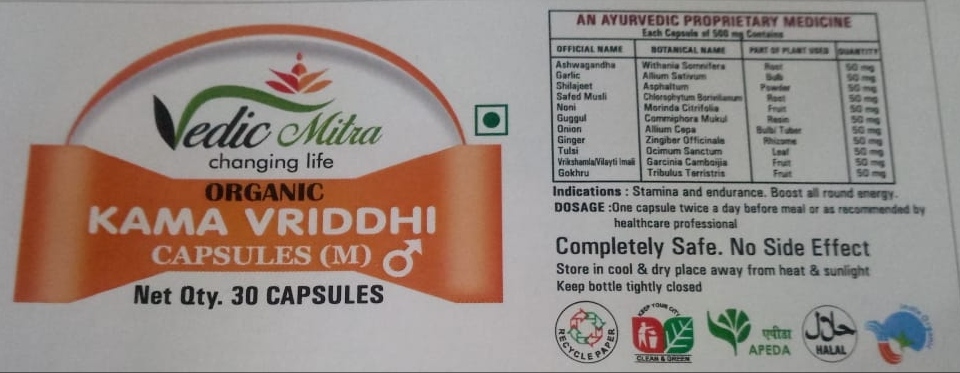 Vedic Mitra
changing life
ORGANIC
KAMA VRIDDHI
CAPSULES (M)
Net Qty. 30 CAPSULES
AN AYURVEDIC PROPRIETARY MEDICINE
Each Capsule of 500 mg Contains
OFFICIAL NAME BOTANICAL NAME PART OF PLANT USED QUANTITY
Ashwagandha Withania Somnifera Root 50 mg
Garlic Allium Sativum Bulb 50 mg
Shilajeet Asphaltum Powder 50 mg
Safed Musli Chlorophytum Borivilianum Root 50 mg
Noni Morinda Citrifolia Fruit 50 mg
Guggul Commiphora Mukul Resin 50 mg
Onion Allium Cepa Bulb/ Tuber 50 mg
Ginger Zingiber Officinale Rhizome 50 mg
Tulsi Ocimum Sanctum Leaf 50 mg
Vrikshamla/Vilayti Imali Garcinia Camboijia Fruit 50 mg
Gokhru Tribulus Terristris Fruit 50 mg
Indications : Stamina and endurance. Boost all round energy.
DOSAGE :One capsule twice a day before meal or as recommended by
healthcare professional
Completely Safe. No Side Effect
Store in cool & dry place away from heat & sunlight
Keep bottle tightly closed
RECYCLE PAPER
KEEP YOUR CITY
CLEAN & GREEN
एपीडा
APEDA
حلال
HALAL